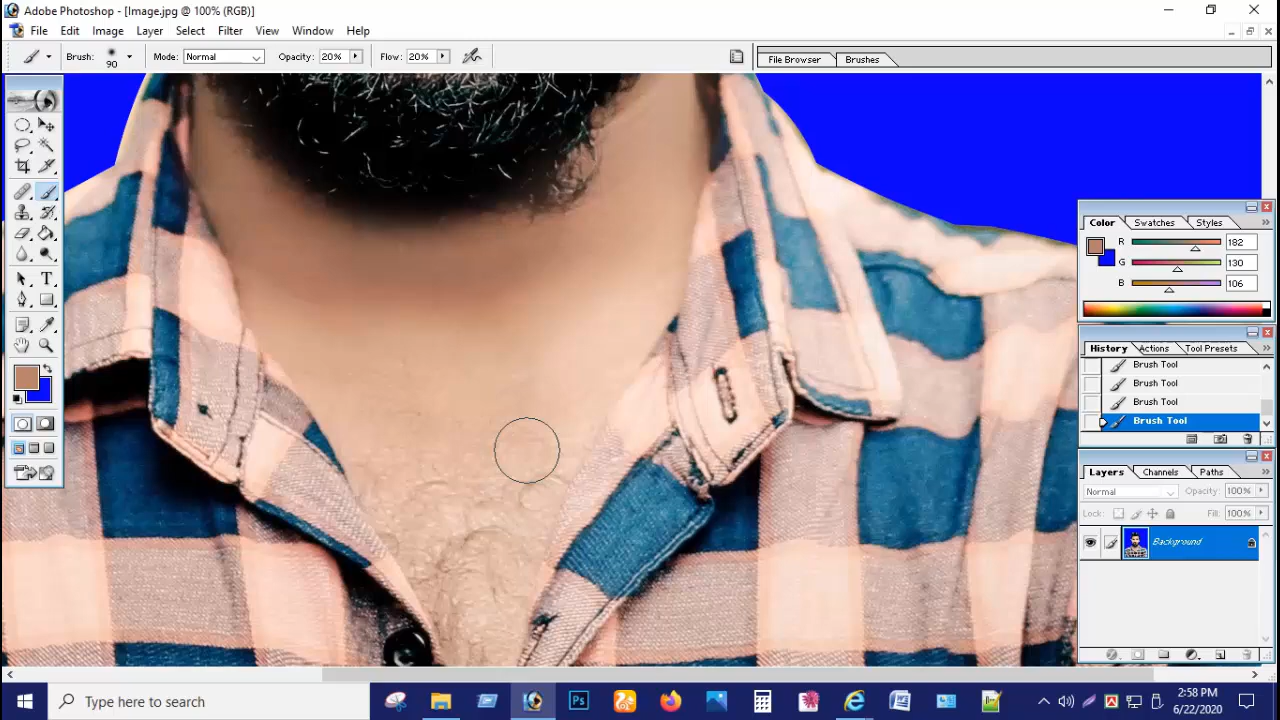 Adobe Photoshop - [Image.jpg @ 100% (RGB)]
File Edit Image Layer Select Filter View Window Help
Brush: 90 Mode: Normal Opacity: 20% Flow: 20% File Browser Brushes
Color Swatches Styles
R 182
G 130
B 106
T
History Actions Tool Presets
Brush Tool
Brush Tool
Brush Tool
Brush Tool
Layers Channels Paths
Normal Opacity: 100%
Lock: Fill: 100%
Background
Type here to search
Ps
2:58 PM
6/22/2020